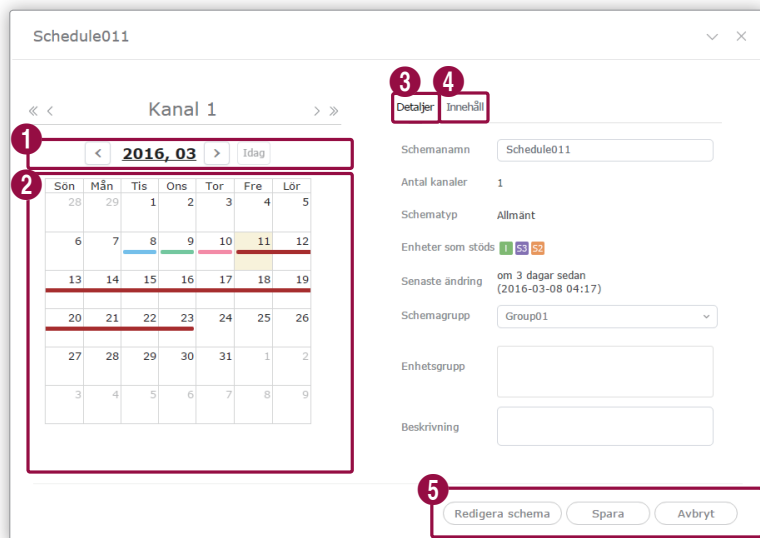 Schedule011
« < Kanal 1 > »
1
< 2016, 03 > Idag
2
Sön Mån Tis Ons Tor Fre Lör
28 29 1 2 3 4 5
6 7 8 9 10 11 12
13 14 15 16 17 18 19
20 21 22 23 24 25 26
27 28 29 30 31 1 2
3 4 5 6 7 8 9
3 4
Detaljer Innehåll
Schemanamn Schedule011
Antal kanaler 1
Schematyp Allmänt
Enheter som stöds I S3 S2
Senaste ändring om 3 dagar sedan
(2016-03-08 04:17)
Schemagrupp Group01
Enhetsgrupp
Beskrivning
5
Redigera schema Spara Avbryt